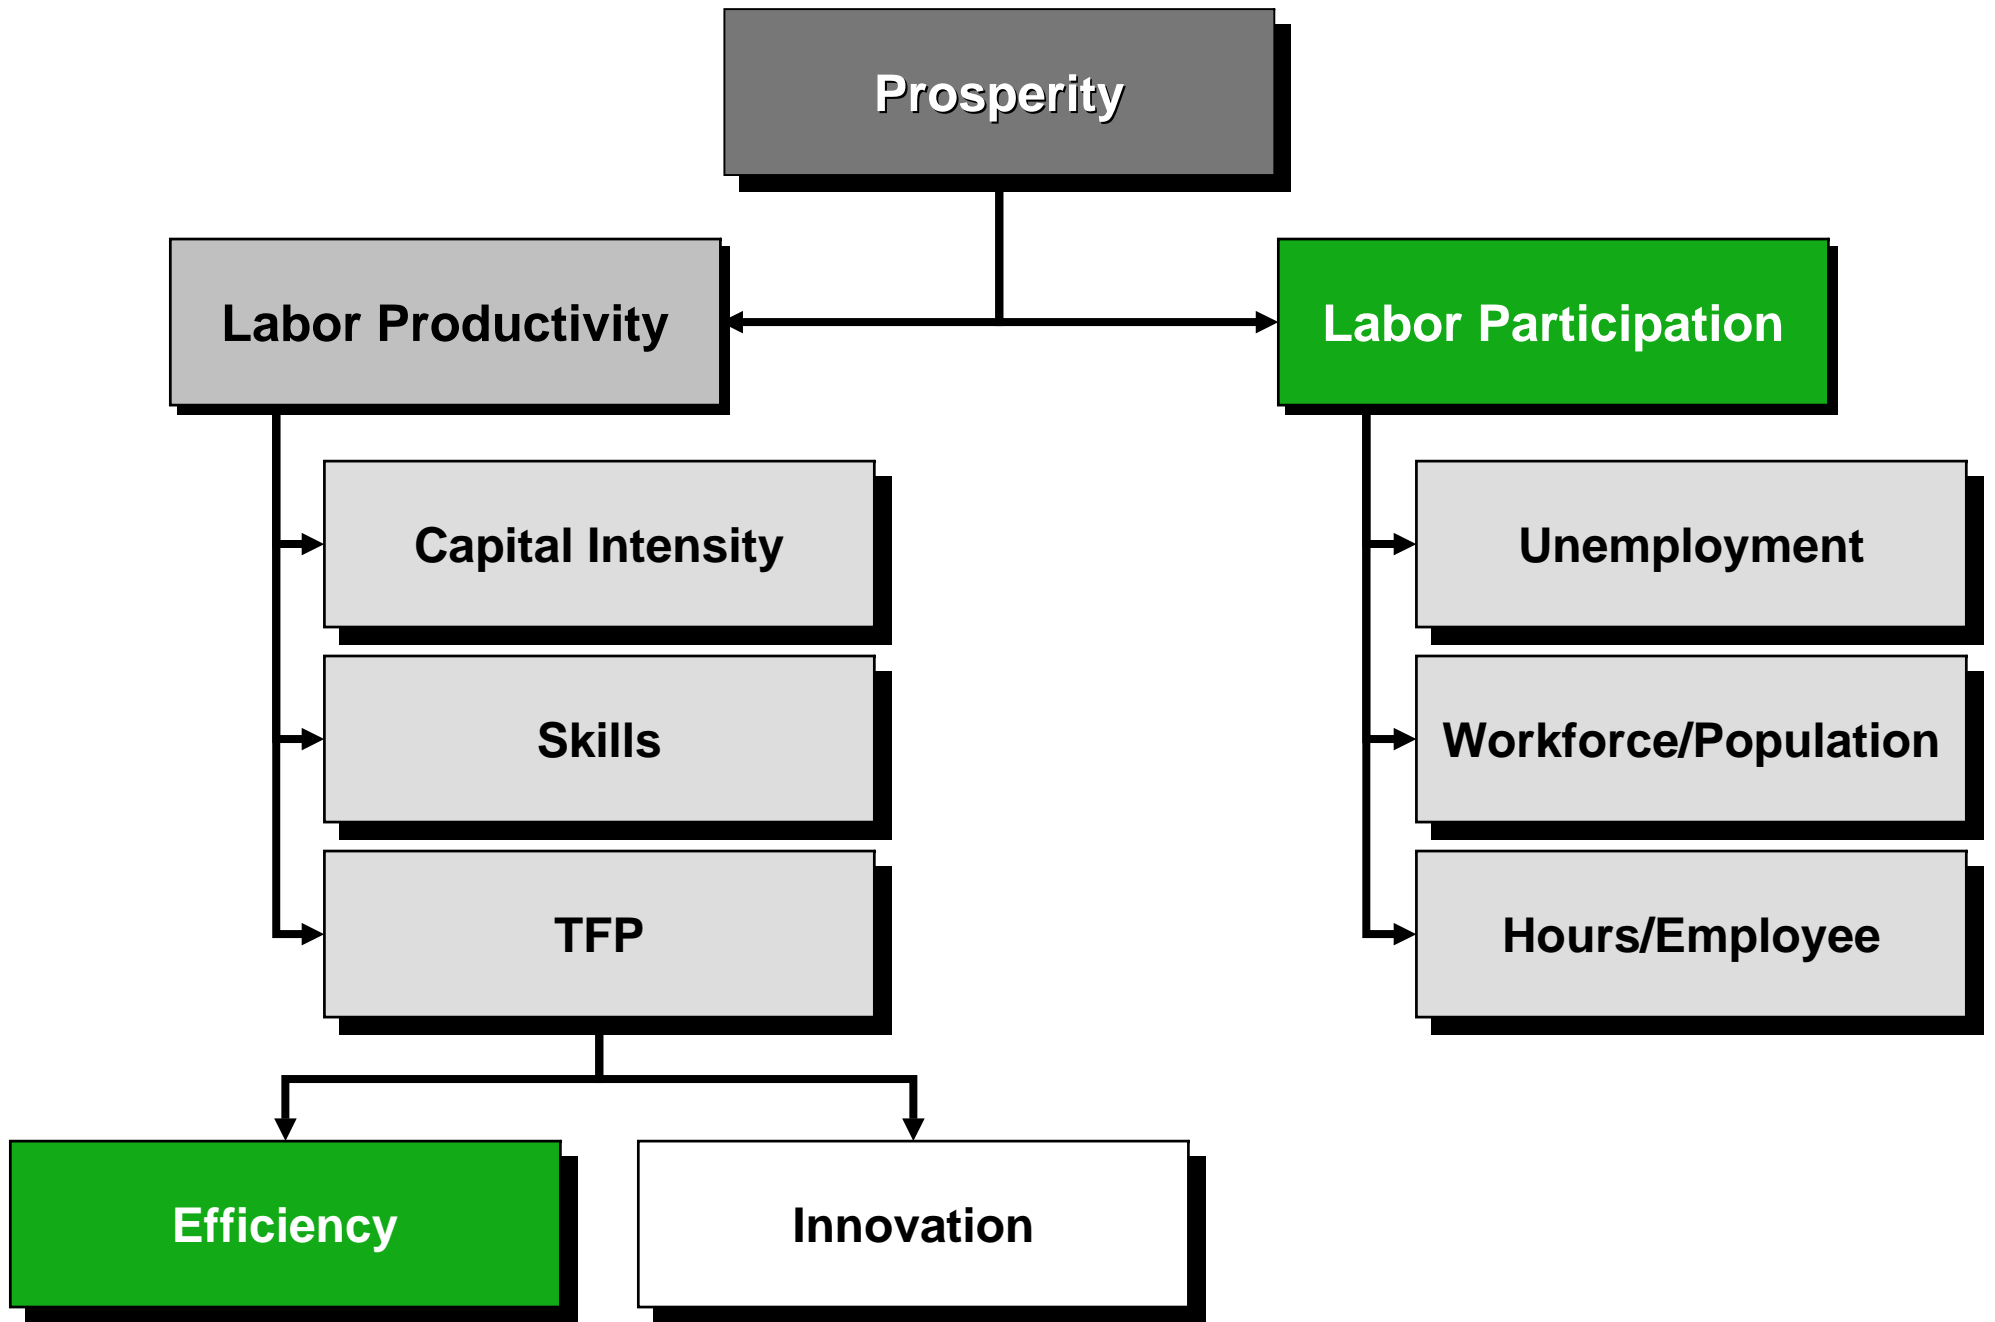 Prosperity
Labor Productivity
Labor Participation
Capital Intensity
Unemployment
Skills
Workforce/Population
TFP
Hours/Employee
Efficiency
Innovation